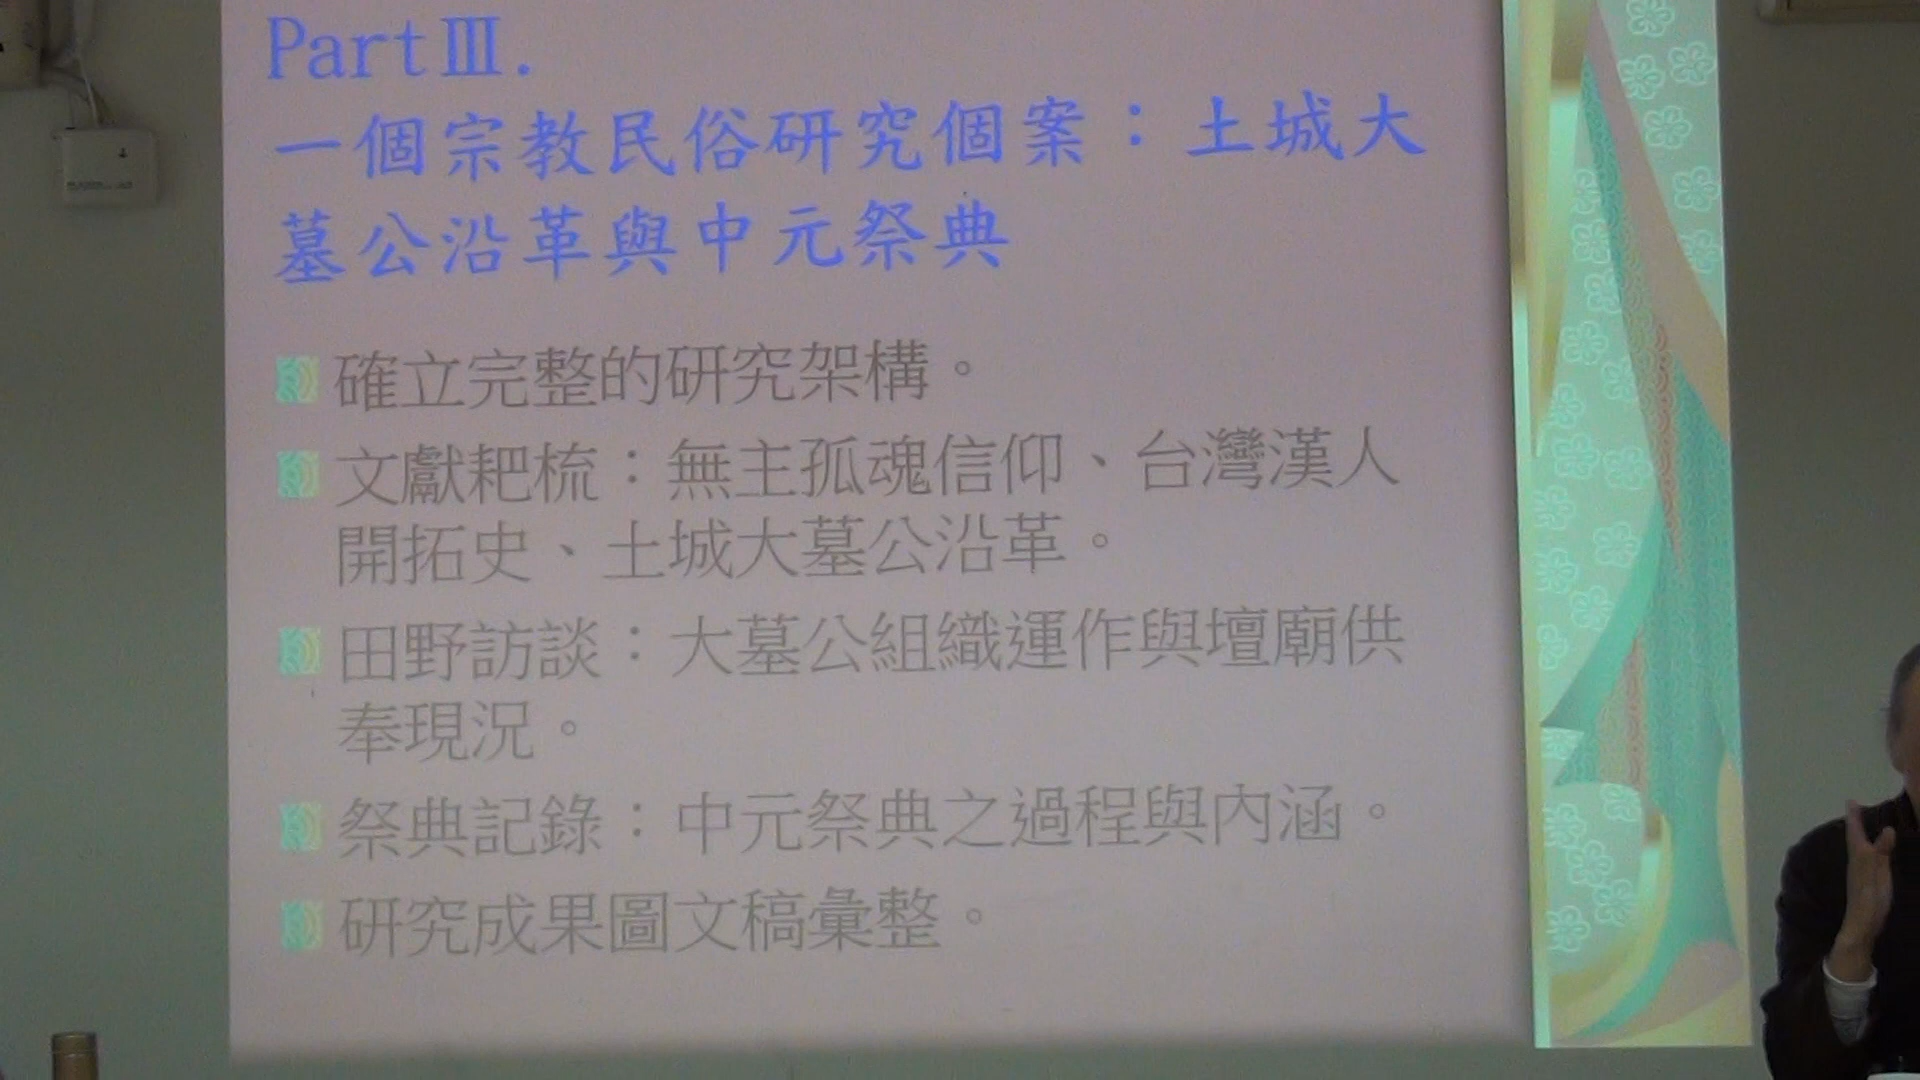 PartⅢ.
一個宗教民俗研究個案：土城大
墓公沿革與中元祭典
確立完整的研究架構。
文獻耙梳：無主孤魂信仰、台灣漢人
開拓史、土城大墓公沿革。
田野訪談：大墓公組織運作與壇廟供
奉現況。
祭典記錄：中元祭典之過程與內涵。
研究成果圖文稿彙整。